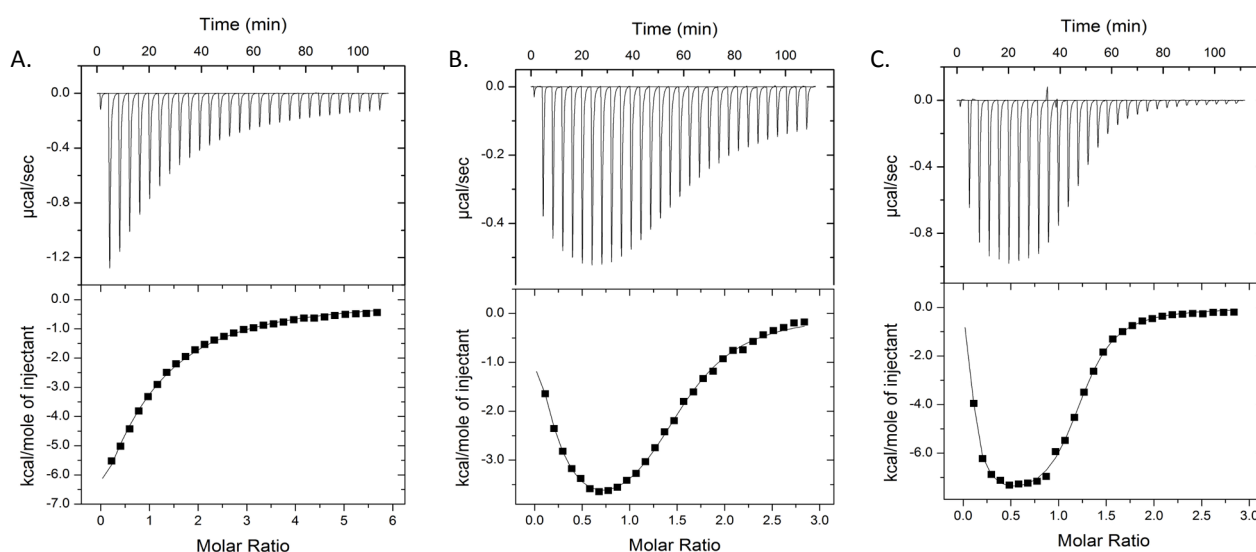 A.
Time (min)
0 20 40 60 80 100
0.0
-0.4
-0.8
-1.2
µcal/sec
0.0
-1.0
-2.0
-3.0
-4.0
-5.0
-6.0
-7.0
kcal/mole of injectant
0 1 2 3 4 5 6
Molar Ratio
B.
Time (min)
0 20 40 60 80 100
0.0
-0.2
-0.4
µcal/sec
0.0
-1.0
-2.0
-3.0
kcal/mole of injectant
0.0 0.5 1.0 1.5 2.0 2.5 3.0
Molar Ratio
C.
Time (min)
0 20 40 60 80 100
0.0
-0.4
-0.8
µcal/sec
0.0
-2.0
-4.0
-6.0
kcal/mole of injectant
0.0 0.5 1.0 1.5 2.0 2.5 3.0
Molar Ratio